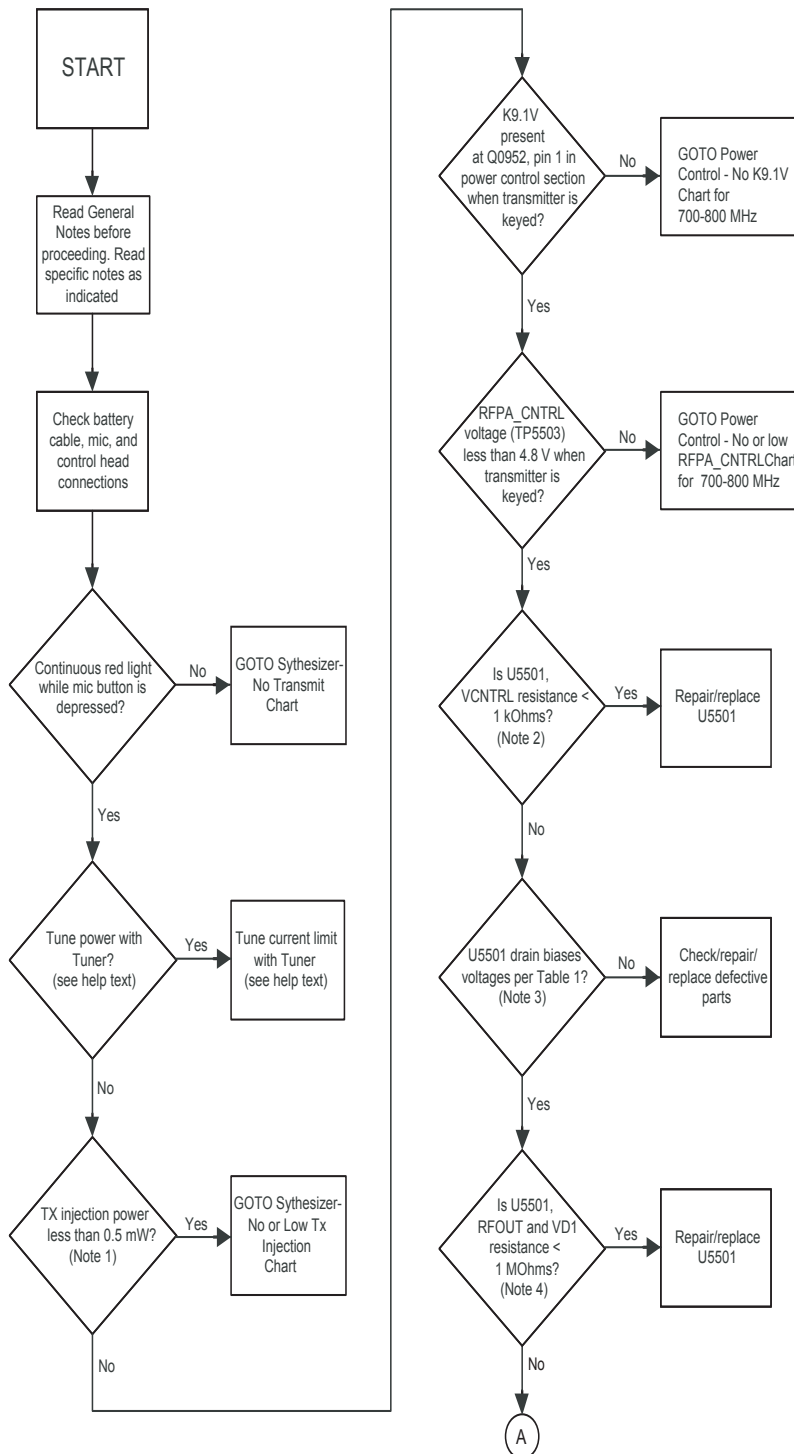 START
Read General
Notes before
proceeding. Read
specific notes as
indicated
Check battery
cable, mic, and
control head
connections
Continuous red light
while mic button is
depressed?
No
GOTO Sythesizer-
No Transmit
Chart
Yes
Tune power with
Tuner?
(see help text)
Yes
Tune current limit
with Tuner
(see help text)
No
TX injection power
less than 0.5 mW?
(Note 1)
Yes
GOTO Sythesizer-
No or Low Tx
Injection
Chart
No
K9.1V
present
at Q0952, pin 1 in
power control section
when transmitter is
keyed?
No
GOTO Power
Control - No K9.1V
Chart for
700-800 MHz
Yes
RFPA_CNTRL
voltage (TP5503)
less than 4.8 V when
transmitter is
keyed?
No
GOTO Power
Control - No or low
RFPA_CNTRLChart
for 700-800 MHz
Yes
Is U5501,
VCNTRL resistance <
1 kOhms?
(Note 2)
Yes
Repair/replace
U5501
No
U5501 drain biases
voltages per Table 1?
(Note 3)
No
Check/repair/
replace defective
parts
Yes
Is U5501,
RFOUT and VD1
resistance <
1 MOhms?
(Note 4)
Yes
Repair/replace
U5501
No
A